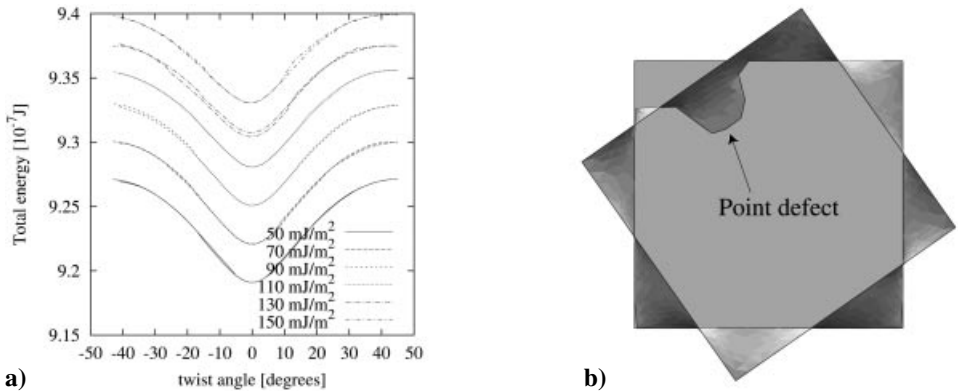 9.4
9.35
9.3
9.25
9.2
9.15
Total energy [10⁻⁷J]
50 mJ/m²
70 mJ/m²
90 mJ/m²
110 mJ/m²
130 mJ/m²
150 mJ/m²
-50 -40 -30 -20 -10 0 10 20 30 40 50
twist angle [degrees]
a)
Point defect
b)